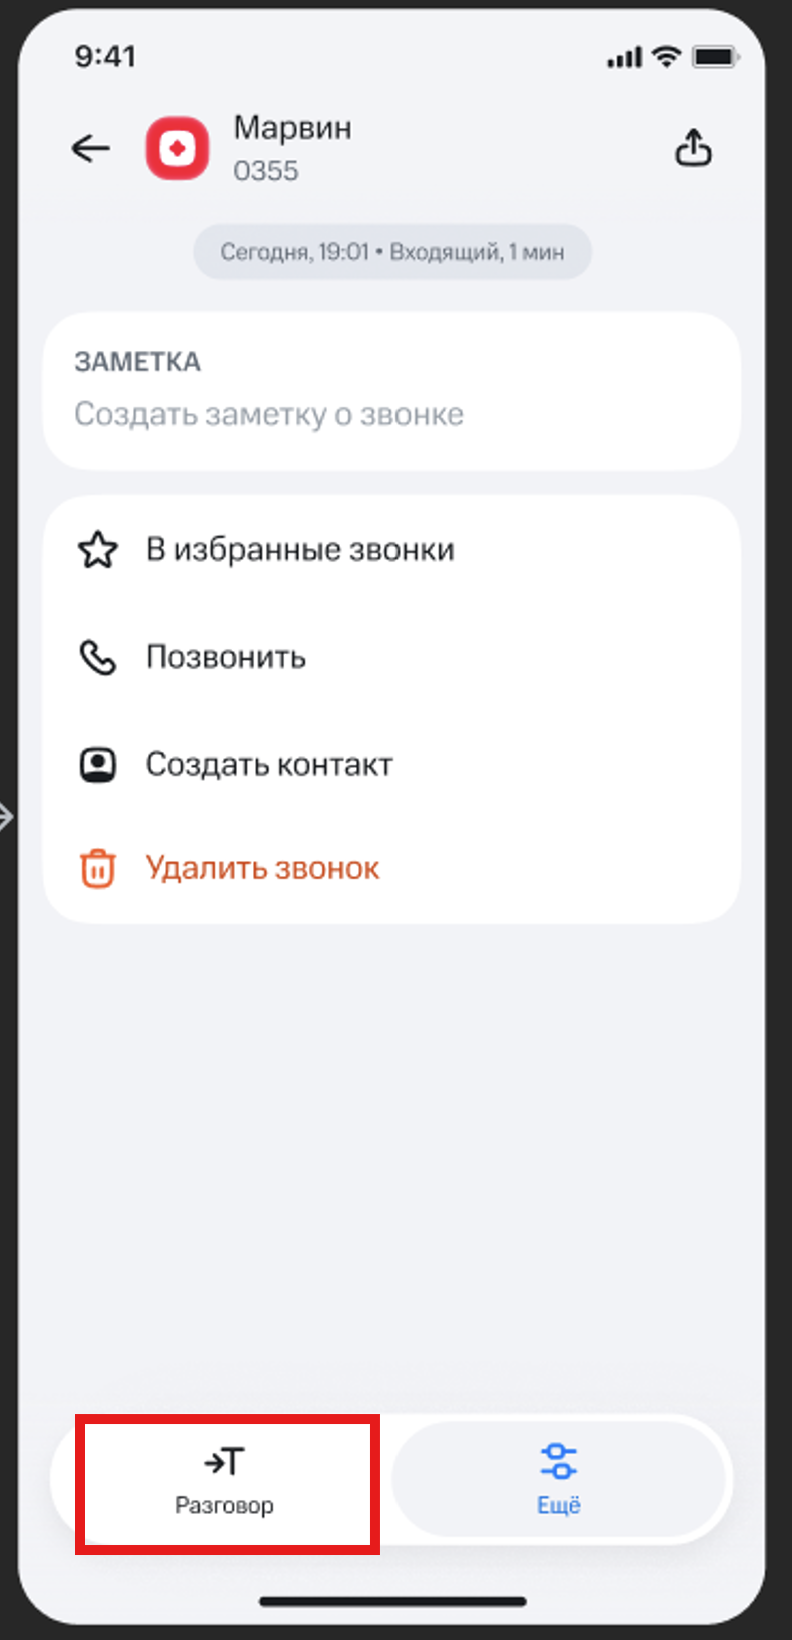 9:41
Марвин
0355
Сегодня, 19:01 • Входящий, 1 мин
ЗАМЕТКА
Создать заметку о звонке
В избранные звонки
Позвонить
Создать контакт
Удалить звонок
Разговор
Ещё